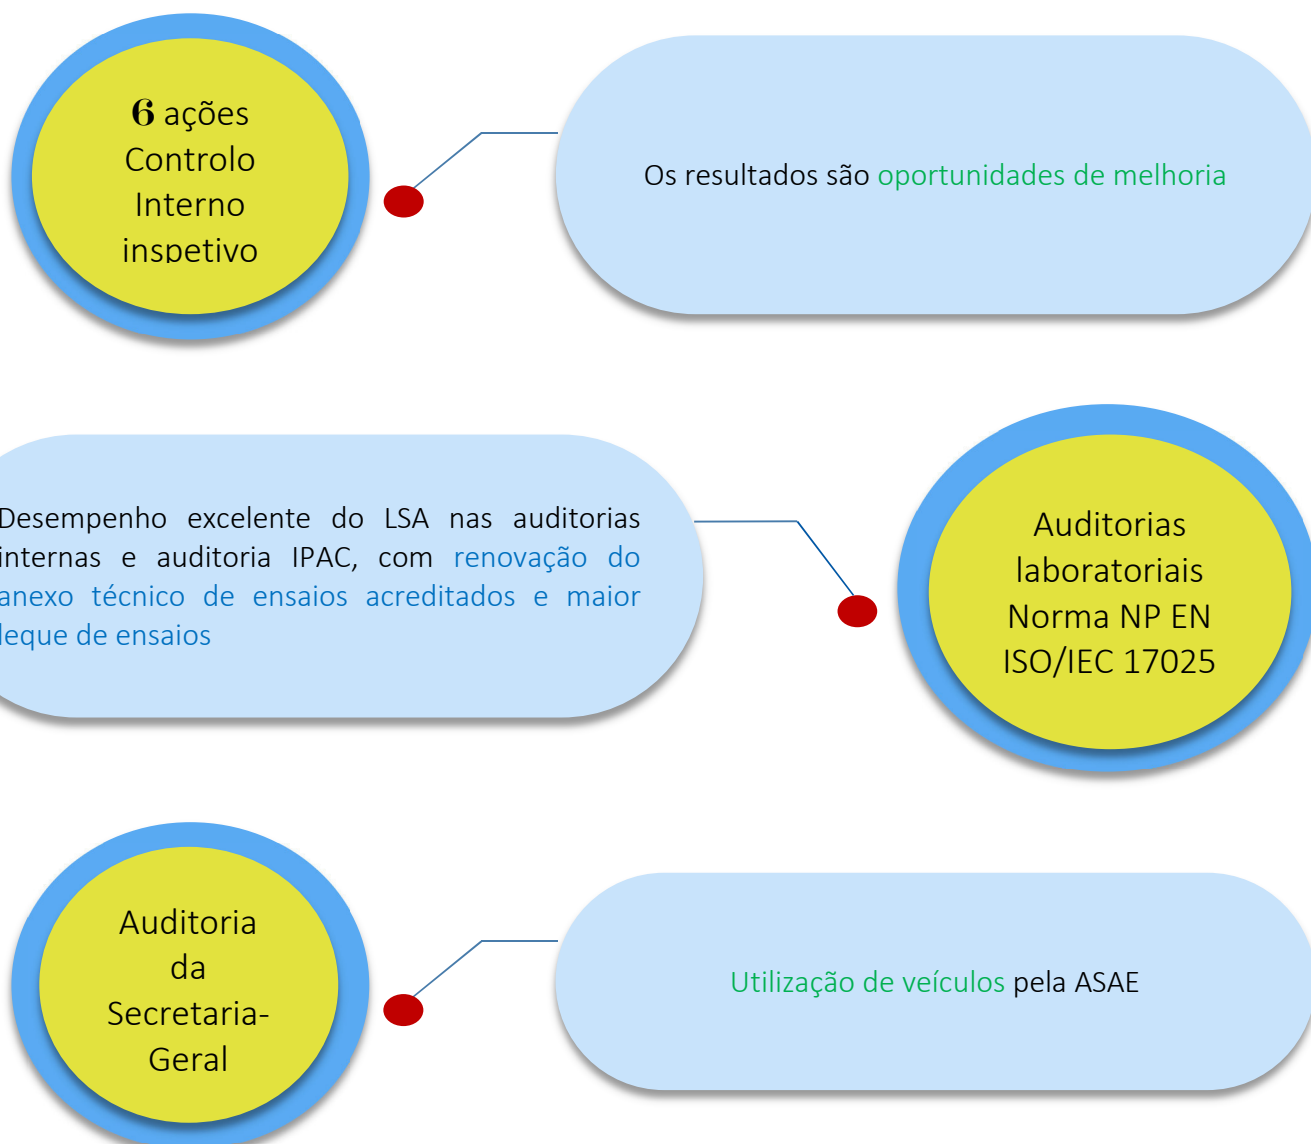 6 ações
Controlo
Interno
inspetivo
Os resultados são oportunidades de melhoria
Desempenho excelente do LSA nas auditorias
internas e auditoria IPAC, com renovação do
anexo técnico de ensaios acreditados e maior
leque de ensaios
Auditorias
laboratoriais
Norma NP EN
ISO/IEC 17025
Auditoria
da
Secretaria-
Geral
Utilização de veículos pela ASAE